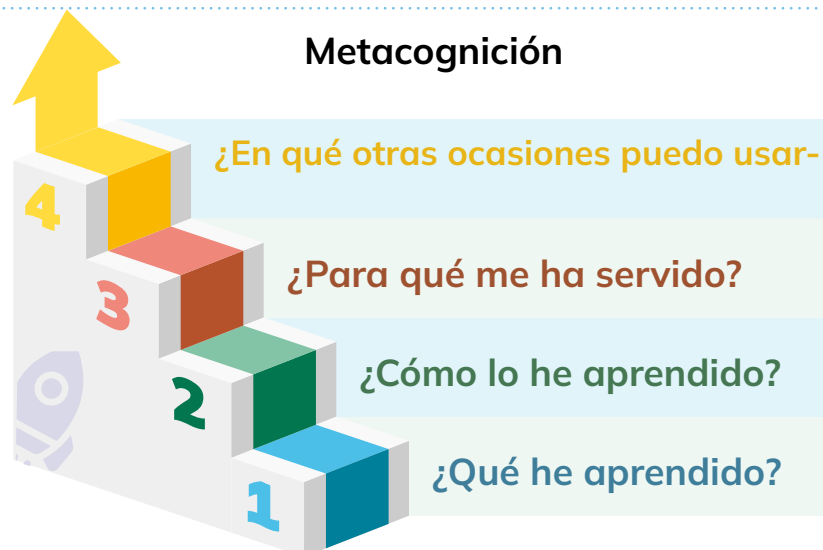 Metacognición
¿En qué otras ocasiones puedo usar-
4
¿Para qué me ha servido?
3
¿Cómo lo he aprendido?
2
¿Qué he aprendido?
1